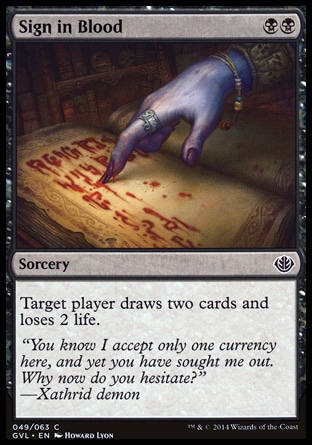 Sign in Blood
Sorcery
Target player draws two cards and
loses 2 life.
“You know I accept only one currency
here, and yet you have sought me out.
Why now do you hesitate?”
—Xathrid demon
049/063 C
GVL • EN Howard Lyon
™ & © 2014 Wizards of the Coast